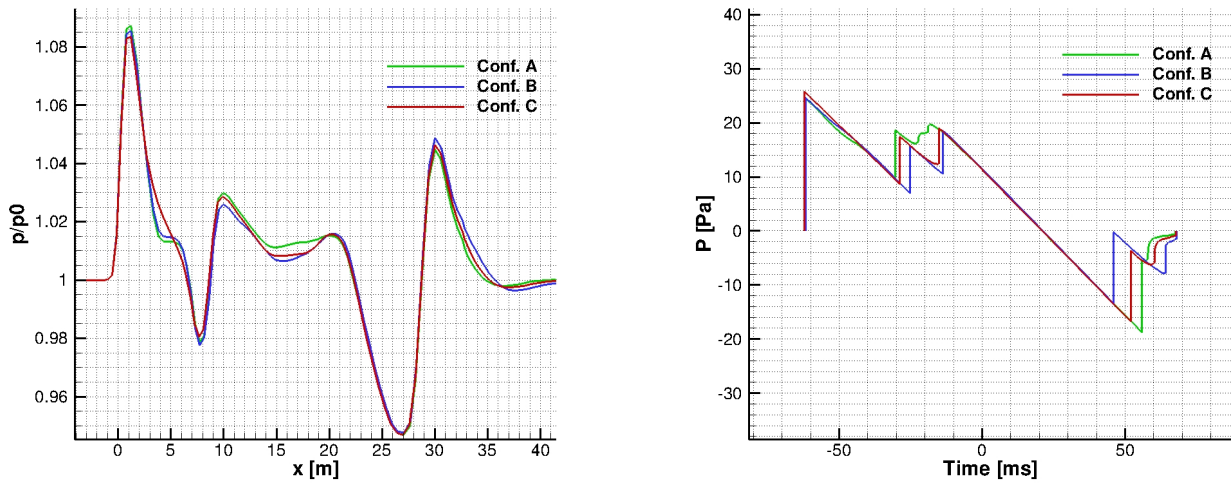 1.08
1.06
1.04
1.02
1
0.98
0.96
p/p0
0 5 10 15 20 25 30 35 40
x [m]
Conf. A
Conf. B
Conf. C
40
30
20
10
0
-10
-20
-30
P [Pa]
-50 0 50
Time [ms]
Conf. A
Conf. B
Conf. C